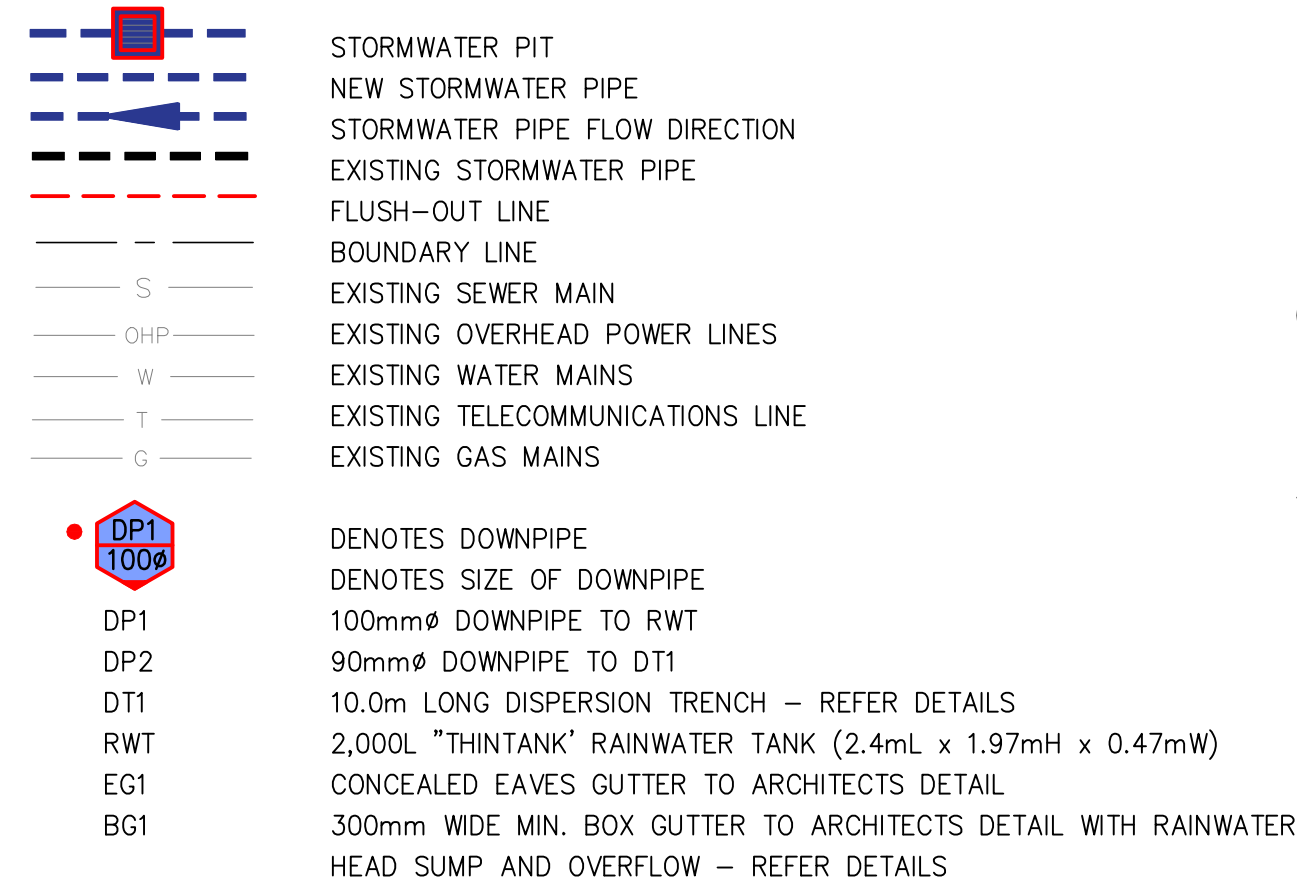 STORMWATER PIT
NEW STORMWATER PIPE
STORMWATER PIPE FLOW DIRECTION
EXISTING STORMWATER PIPE
FLUSH-OUT LINE
BOUNDARY LINE
S EXISTING SEWER MAIN
OHP EXISTING OVERHEAD POWER LINES
W EXISTING WATER MAINS
T EXISTING TELECOMMUNICATIONS LINE
G EXISTING GAS MAINS
DP1 DENOTES DOWNPIPE
100ø DENOTES SIZE OF DOWNPIPE
DP1 100mmø DOWNPIPE TO RWT
DP2 90mmø DOWNPIPE TO DT1
DT1 10.0m LONG DISPERSION TRENCH – REFER DETAILS
RWT 2,000L "THINTANK' RAINWATER TANK (2.4mL x 1.97mH x 0.47mW)
EG1 CONCEALED EAVES GUTTER TO ARCHITECTS DETAIL
BG1 300mm WIDE MIN. BOX GUTTER TO ARCHITECTS DETAIL WITH RAINWATER
HEAD SUMP AND OVERFLOW – REFER DETAILS